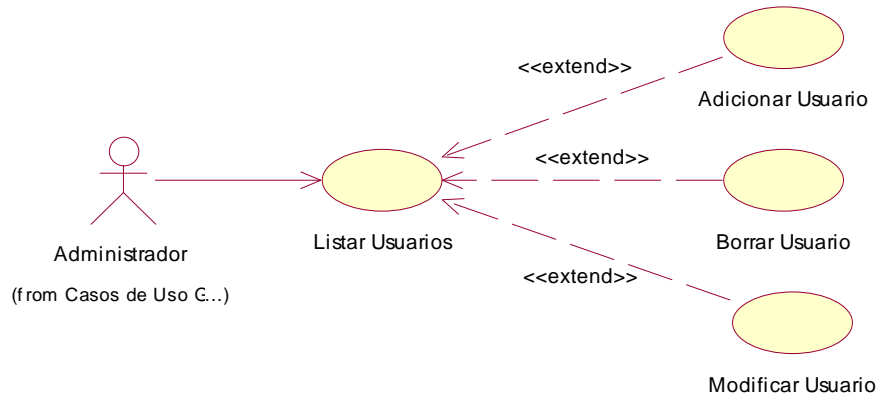 <<extend>>
Adicionar Usuario
<<extend>>
Administrador
(from Casos de Uso G...)
Listar Usuarios
Borrar Usuario
<<extend>>
Modificar Usuario